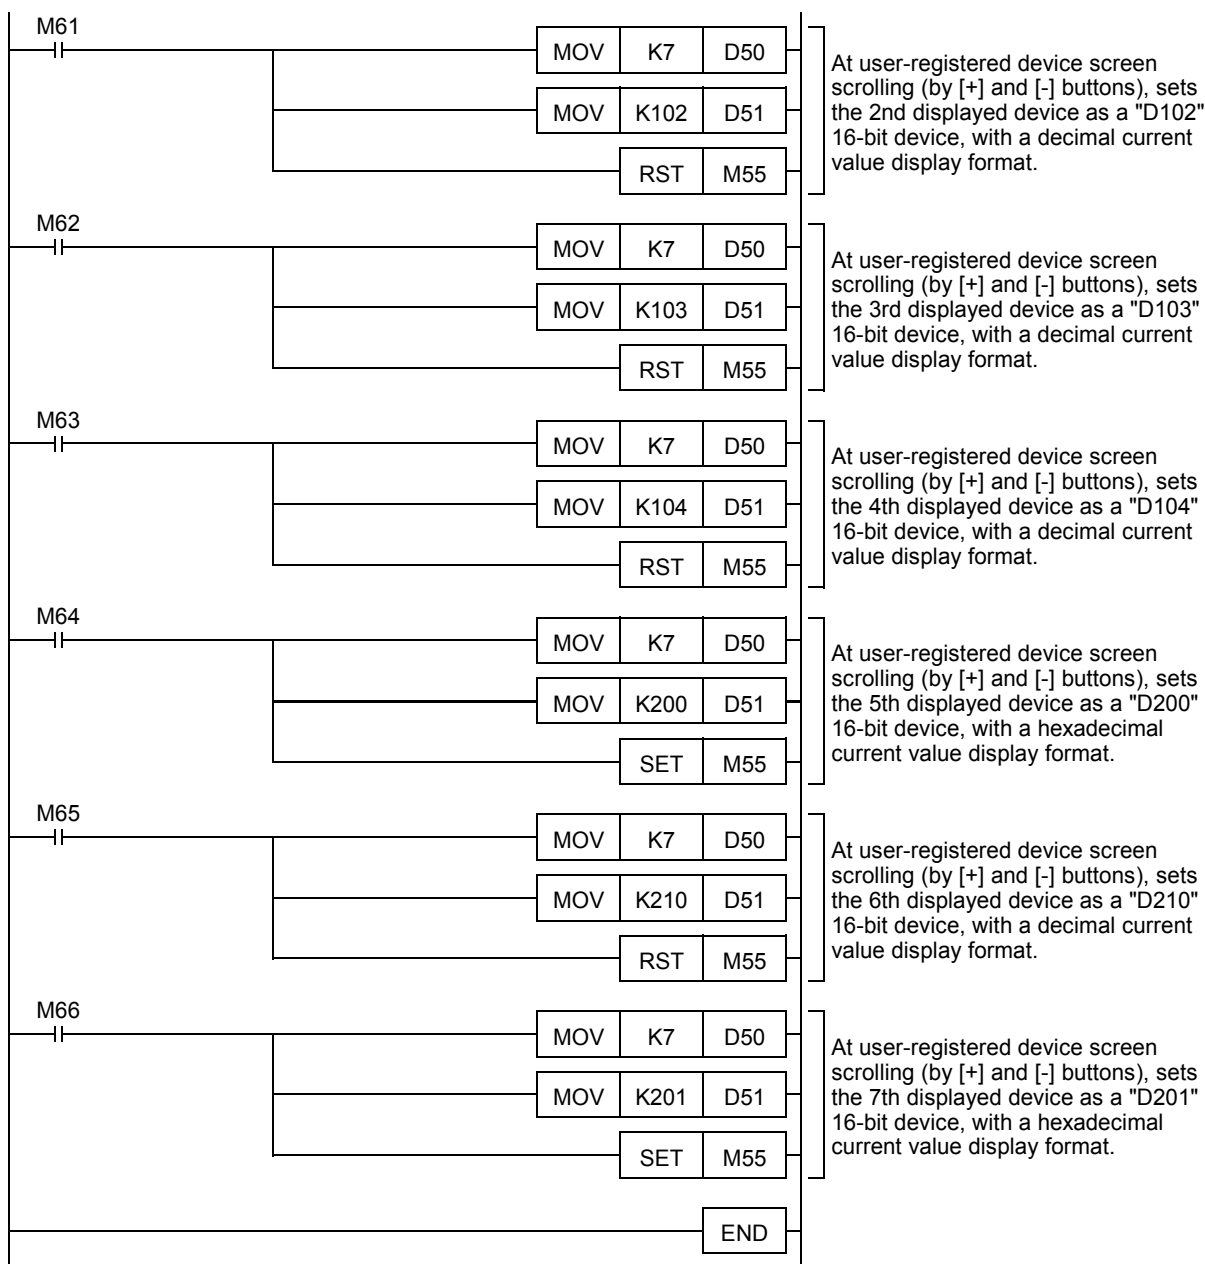 M61
MOV K7 D50
MOV K102 D51
RST M55
At user-registered device screen
scrolling (by [+] and [-] buttons), sets
the 2nd displayed device as a "D102"
16-bit device, with a decimal current
value display format.
M62
MOV K7 D50
MOV K103 D51
RST M55
At user-registered device screen
scrolling (by [+] and [-] buttons), sets
the 3rd displayed device as a "D103"
16-bit device, with a decimal current
value display format.
M63
MOV K7 D50
MOV K104 D51
RST M55
At user-registered device screen
scrolling (by [+] and [-] buttons), sets
the 4th displayed device as a "D104"
16-bit device, with a decimal current
value display format.
M64
MOV K7 D50
MOV K200 D51
SET M55
At user-registered device screen
scrolling (by [+] and [-] buttons), sets
the 5th displayed device as a "D200"
16-bit device, with a hexadecimal
current value display format.
M65
MOV K7 D50
MOV K210 D51
RST M55
At user-registered device screen
scrolling (by [+] and [-] buttons), sets
the 6th displayed device as a "D210"
16-bit device, with a decimal current
value display format.
M66
MOV K7 D50
MOV K201 D51
SET M55
At user-registered device screen
scrolling (by [+] and [-] buttons), sets
the 7th displayed device as a "D201"
16-bit device, with a hexadecimal
current value display format.
END